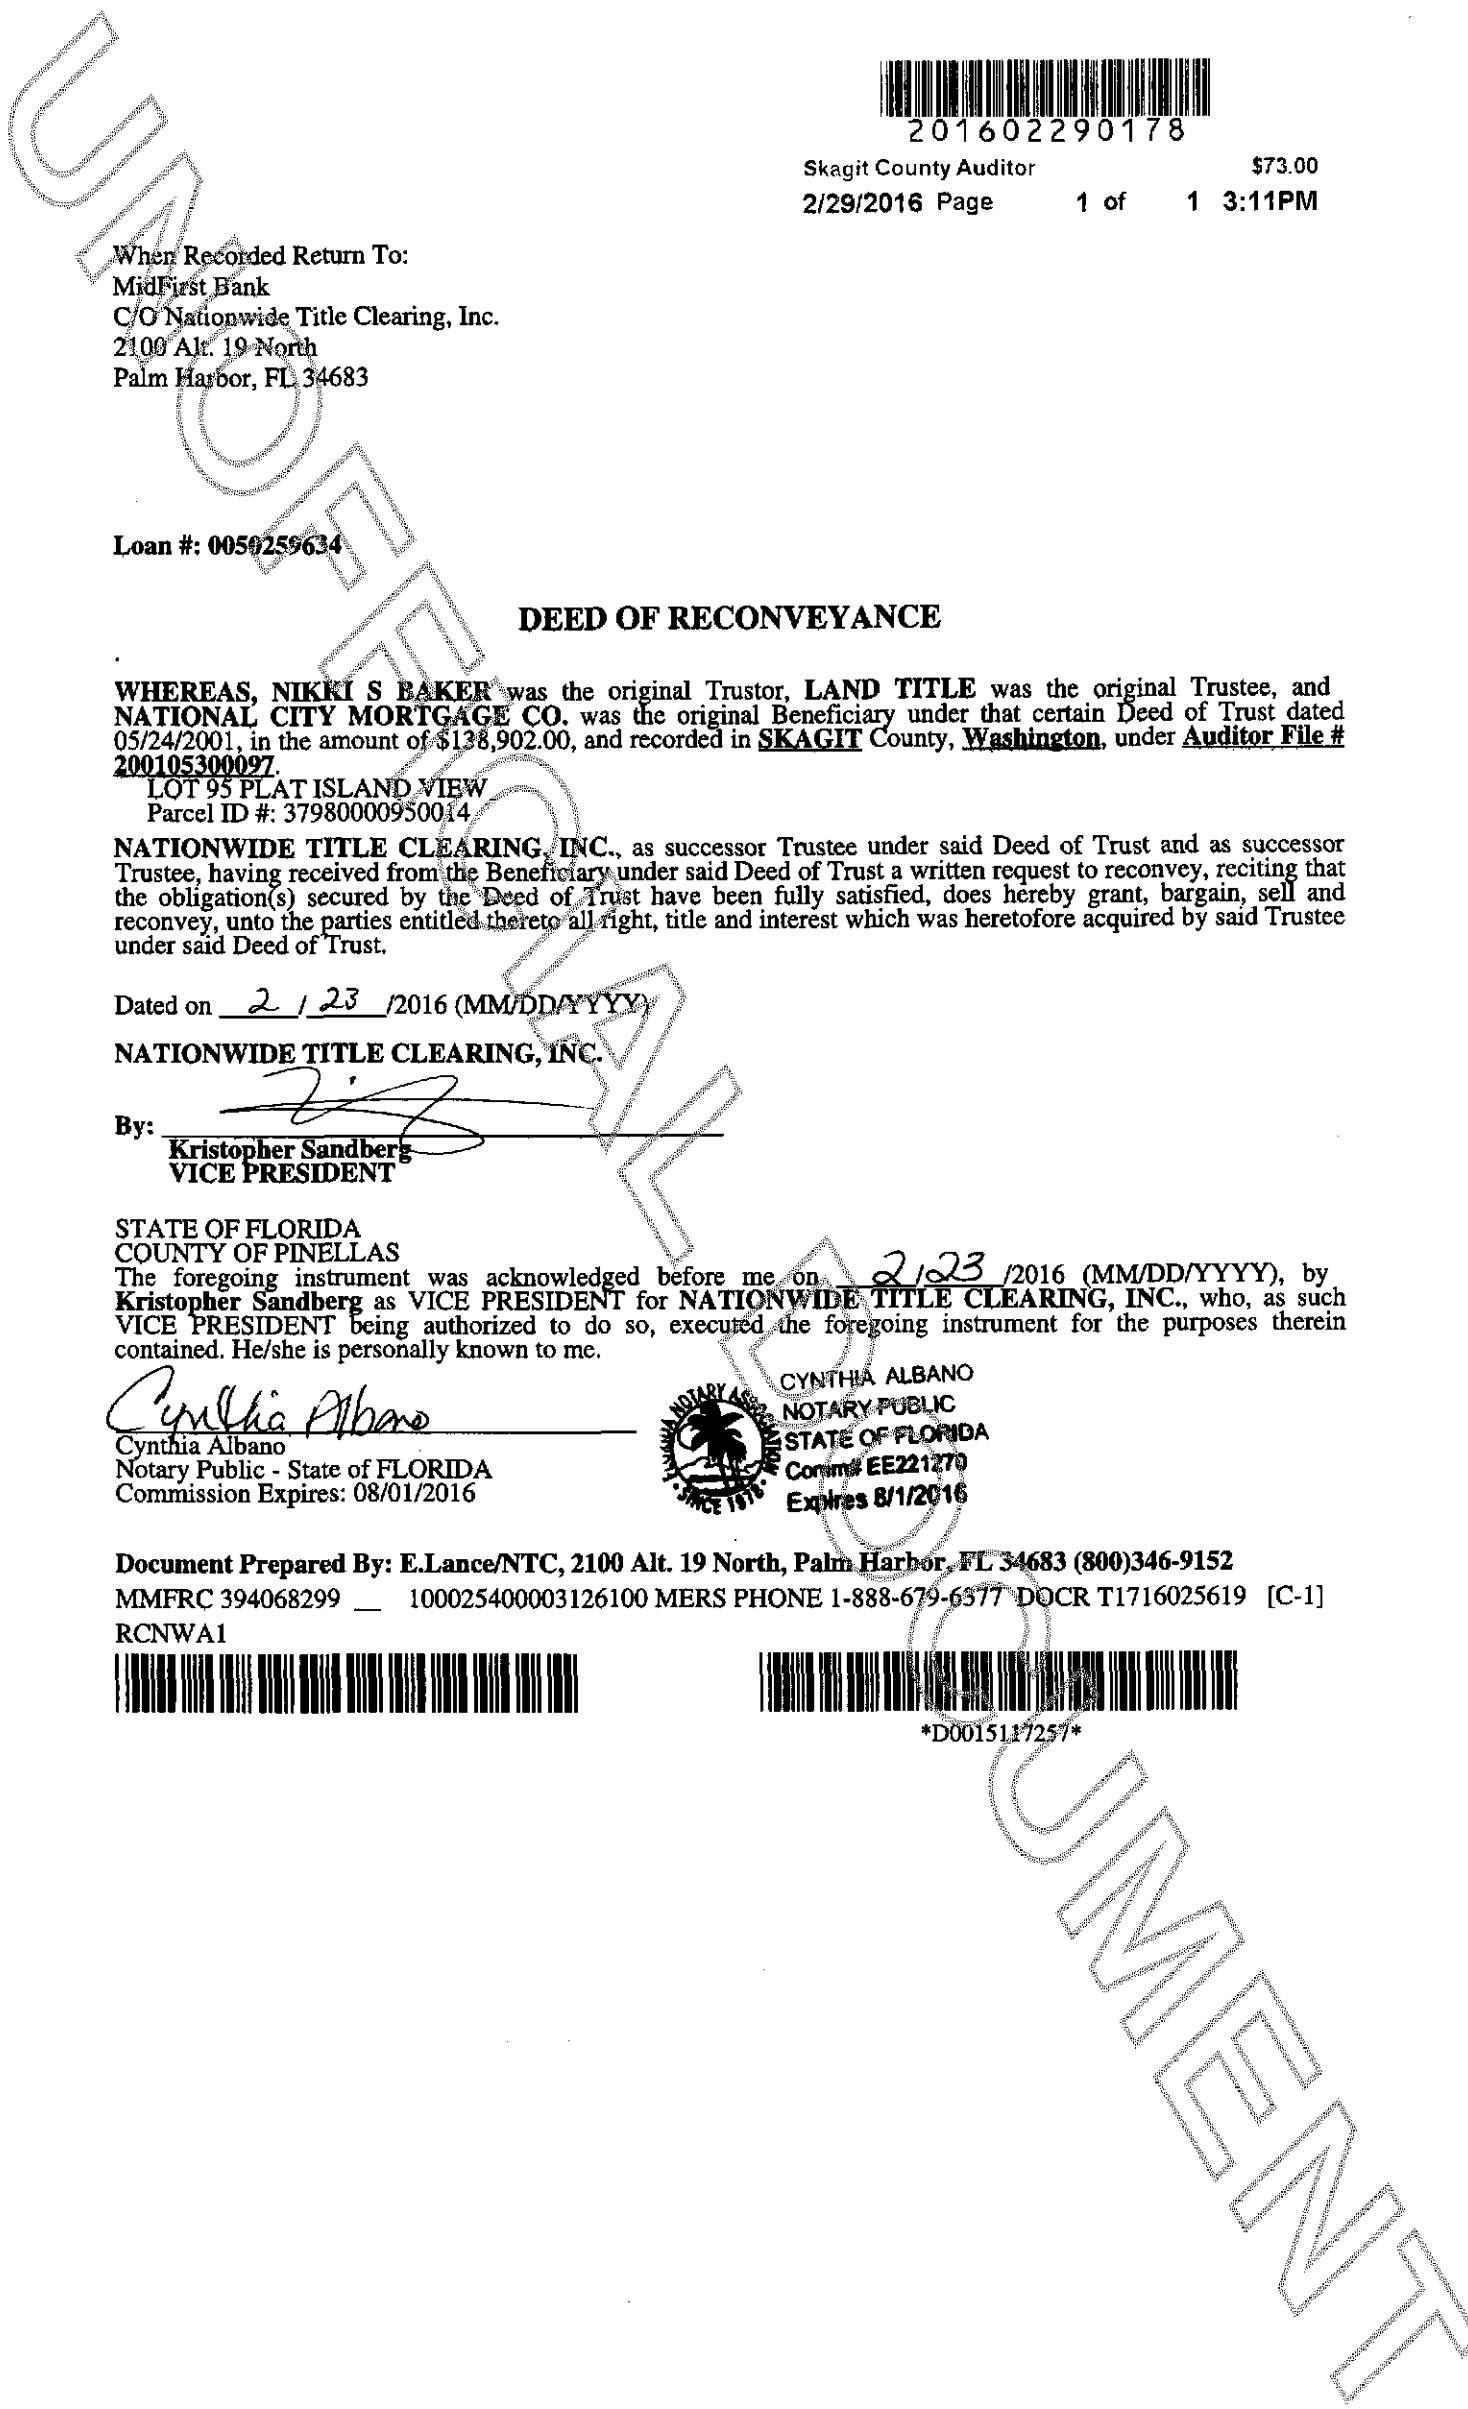 201602290178
Skagit County Auditor $73.00
2/29/2016 Page 1 of 1 3:11PM
When Recorded Return To:
MidFirst Bank
C/O Nationwide Title Clearing, Inc.
2100 Alt. 19 North
Palm Harbor, FL 34683
Loan #: 0050259634
DEED OF RECONVEYANCE
WHEREAS, NIKKI S BAKER was the original Trustor, LAND TITLE was the original Trustee, and
NATIONAL CITY MORTGAGE CO. was the original Beneficiary under that certain Deed of Trust dated
05/24/2001, in the amount of $138,902.00, and recorded in SKAGIT County, Washington, under Auditor File #
200105300097.
LOT 95 PLAT ISLAND VIEW
Parcel ID #: 37980000950014
NATIONWIDE TITLE CLEARING, INC., as successor Trustee under said Deed of Trust and as successor
Trustee, having received from the Beneficiary under said Deed of Trust a written request to reconvey, reciting that
the obligation(s) secured by the Deed of Trust have been fully satisfied, does hereby grant, bargain, sell and
reconvey, unto the parties entitled thereto all right, title and interest which was heretofore acquired by said Trustee
under said Deed of Trust.
Dated on 2 / 23 /2016 (MM/DD/YYYY)
NATIONWIDE TITLE CLEARING, INC.
By:
Kristopher Sandberg
VICE PRESIDENT
STATE OF FLORIDA
COUNTY OF PINELLAS
The foregoing instrument was acknowledged before me on 2/23 /2016 (MM/DD/YYYY), by
Kristopher Sandberg as VICE PRESIDENT for NATIONWIDE TITLE CLEARING, INC., who, as such
VICE PRESIDENT being authorized to do so, executed the foregoing instrument for the purposes therein
contained. He/she is personally known to me.
Cynthia Albano
Cynthia Albano
Notary Public - State of FLORIDA
Commission Expires: 08/01/2016
FLORIDA NOTARY ASSOCIATION
SINCE 1978
CYNTHIA ALBANO
NOTARY PUBLIC
STATE OF FLORIDA
Comm# EE221270
Expires 8/1/2016
Document Prepared By: E.Lance/NTC, 2100 Alt. 19 North, Palm Harbor, FL 34683 (800)346-9152
MMFRC 394068299 __ 100025400003126100 MERS PHONE 1-888-679-6377 DOCR T1716025619 [C-1]
RCNWA1
*D0015117257*
UNOFFICIAL DOCUMENT